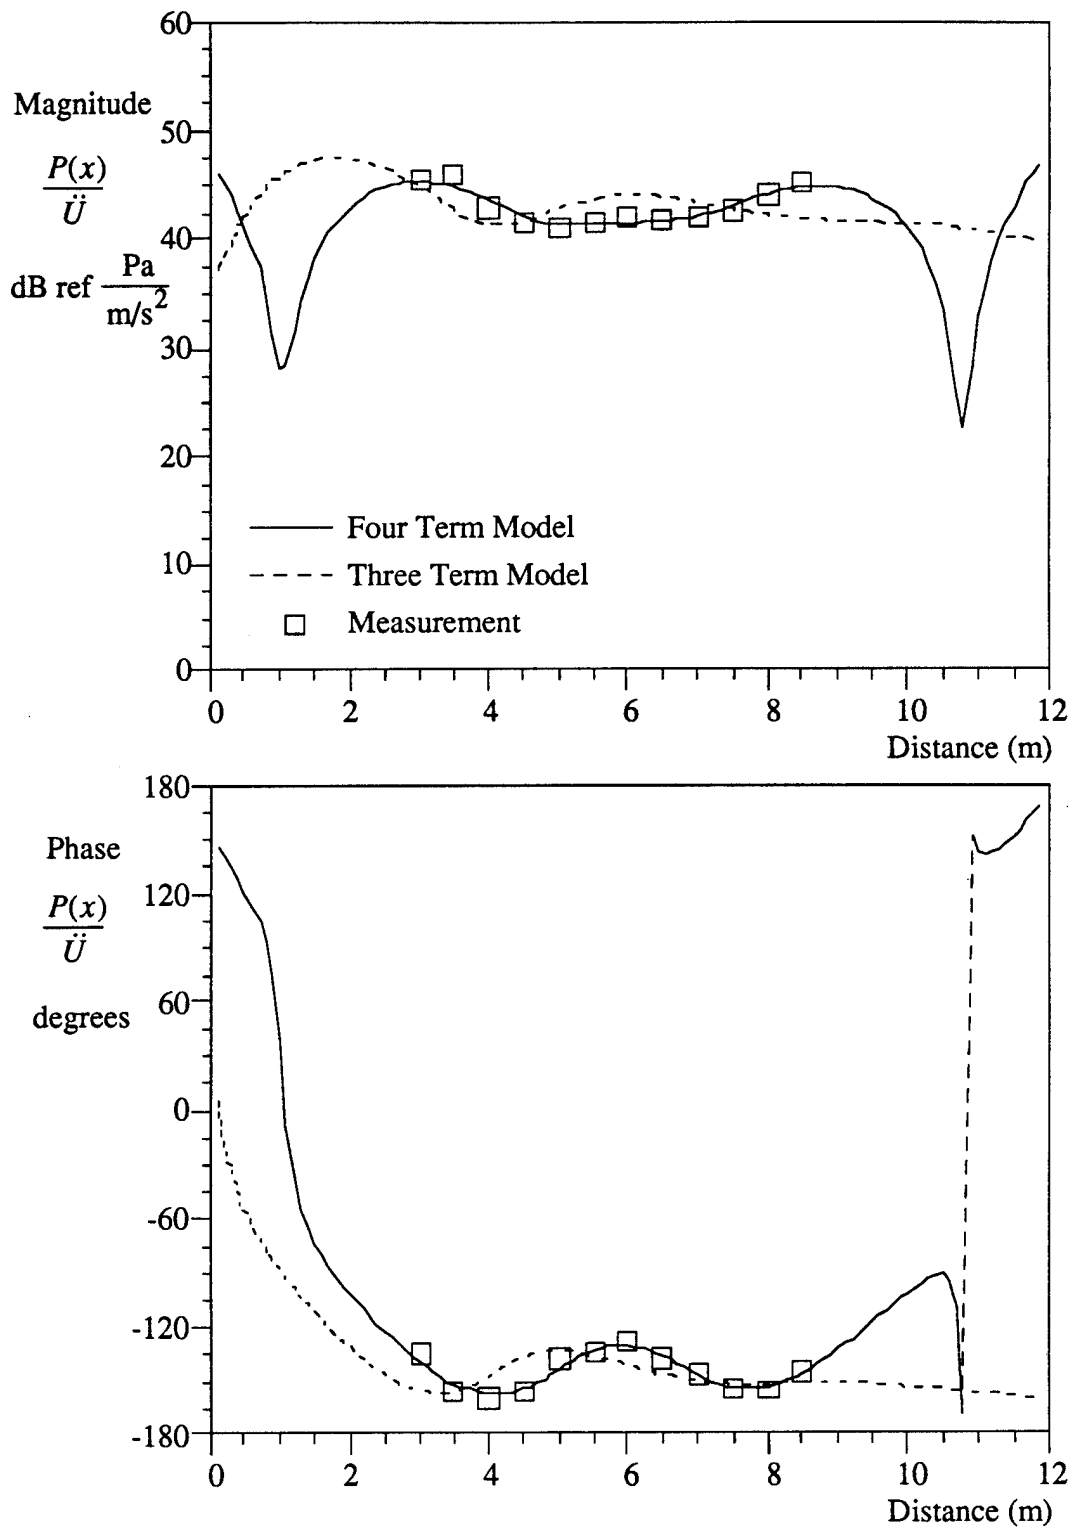 60
Magnitude
50
P(x)
Ü
40
dB ref Pa
m/s²
30
20
Four Term Model
10
Three Term Model
Measurement
0
0 2 4 6 8 10 12
Distance (m)
180
Phase
120
P(x)
Ü
60
degrees
0
-60
-120
-180
0 2 4 6 8 10 12
Distance (m)